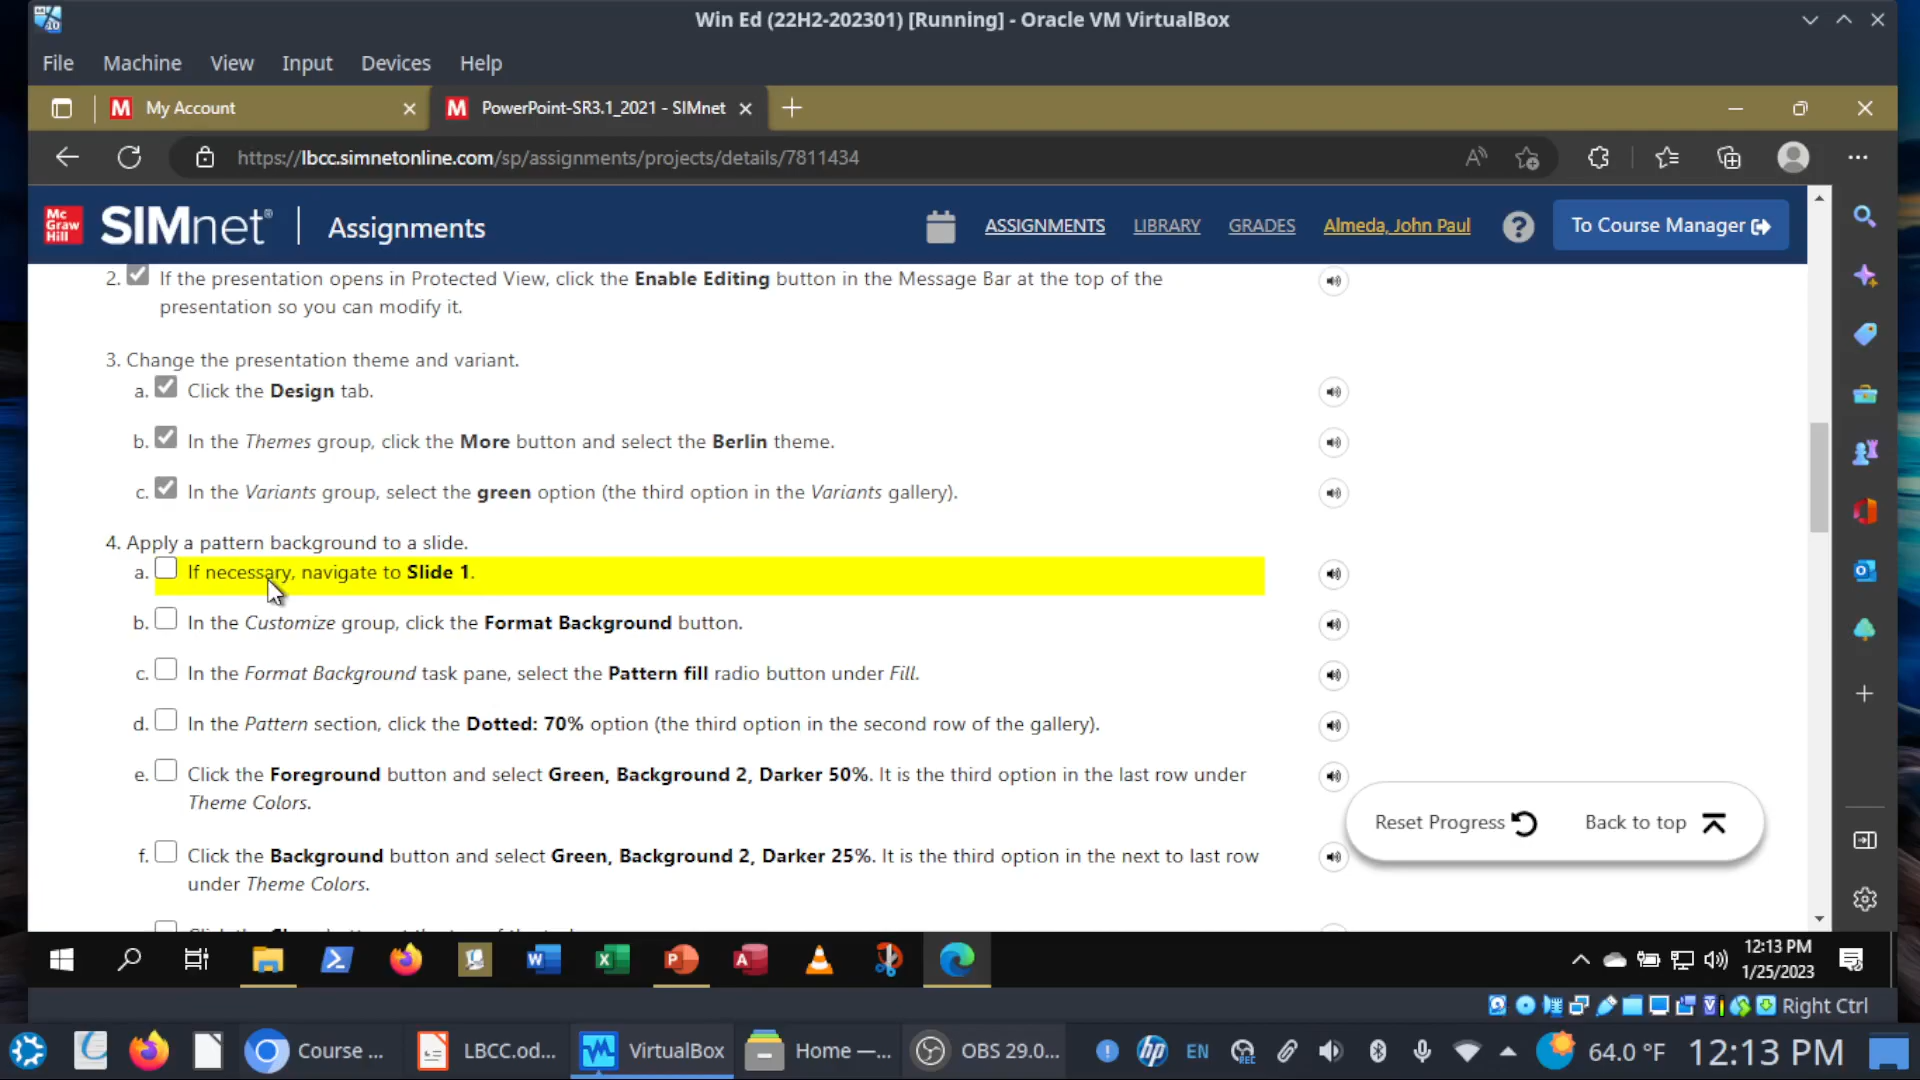 Win Ed (22H2-202301) [Running] - Oracle VM VirtualBox
File Machine View Input Devices Help
My Account
PowerPoint-SR3.1_2021 - SIMnet
https://lbcc.simnetonline.com/sp/assignments/projects/details/7811434
Mc Graw Hill SIMnet® | Assignments ASSIGNMENTS LIBRARY GRADES Almeda, John Paul ? To Course Manager
2. If the presentation opens in Protected View, click the Enable Editing button in the Message Bar at the top of the
presentation so you can modify it.
3. Change the presentation theme and variant.
a. Click the Design tab.
b. In the Themes group, click the More button and select the Berlin theme.
c. In the Variants group, select the green option (the third option in the Variants gallery).
4. Apply a pattern background to a slide.
a. If necessary, navigate to Slide 1.
b. In the Customize group, click the Format Background button.
c. In the Format Background task pane, select the Pattern fill radio button under Fill.
d. In the Pattern section, click the Dotted: 70% option (the third option in the second row of the gallery).
e. Click the Foreground button and select Green, Background 2, Darker 50%. It is the third option in the last row under
Theme Colors.
Reset Progress Back to top
f. Click the Background button and select Green, Background 2, Darker 25%. It is the third option in the next to last row
under Theme Colors.
12:13 PM
1/25/2023
Right Ctrl
Course ... LBCC.od... VirtualBox Home —... OBS 29.0... EN 64.0 °F 12:13 PM